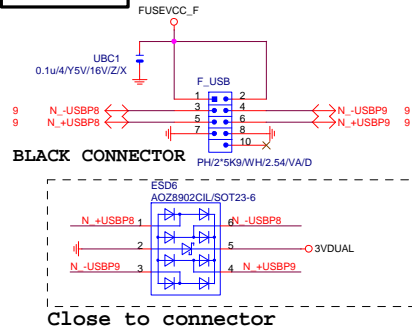 FUSEVCC_F
UBC1
0.1u/4/Y5V/16V/Z/X
F_USB
1 2
9 N_-USBP8 3 4 N_-USBP9 9
9 N_+USBP8 5 6 N_+USBP9 9
7 8
10
BLACK CONNECTOR PH/2*5K9/WH/2.54/VA/D
ESD6
AOZ8902CIL/SOT23-6
N_+USBP8 1 6 N_-USBP8
2 5 3VDUAL
N_-USBP9 3 4 N_+USBP9
Close to connector